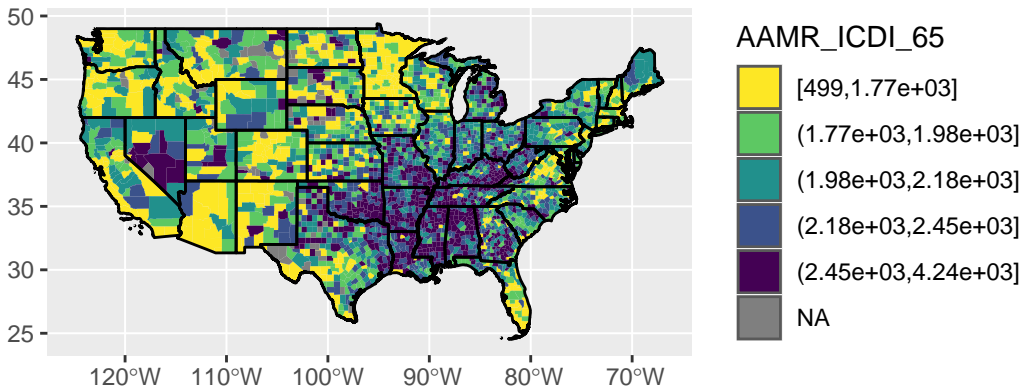 50
45
40
35
30
25
120°W 110°W 100°W 90°W 80°W 70°W
AAMR_ICDI_65
[499,1.77e+03]
(1.77e+03,1.98e+03]
(1.98e+03,2.18e+03]
(2.18e+03,2.45e+03]
(2.45e+03,4.24e+03]
NA